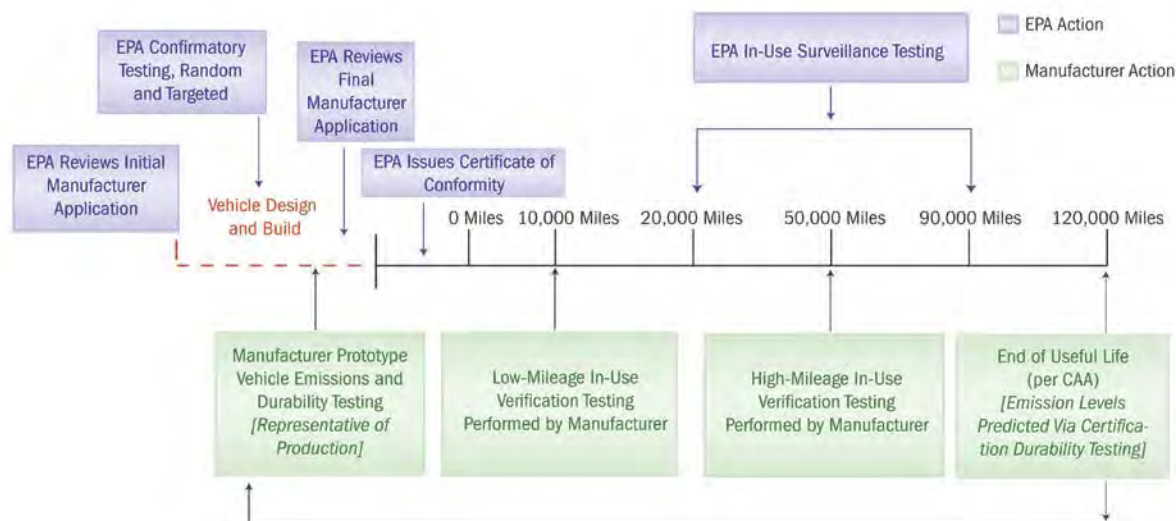 EPA Confirmatory
Testing, Random
and Targeted
EPA Reviews
Final
Manufacturer
Application
EPA In-Use Surveillance Testing
EPA Action
Manufacturer Action
EPA Reviews Initial
Manufacturer
Application
EPA Issues Certificate of
Conformity
Vehicle Design
and Build
0 Miles
10,000 Miles
20,000 Miles
50,000 Miles
90,000 Miles
120,000 Miles
Manufacturer Prototype
Vehicle Emissions and
Durability Testing
[Representative of
Production]
Low-Mileage In-Use
Verification Testing
Performed by Manufacturer
High-Mileage In-Use
Verification Testing
Performed by Manufacturer
End of Useful Life
(per CAA)
[Emission Levels
Predicted Via Certifica-
tion Durability Testing]